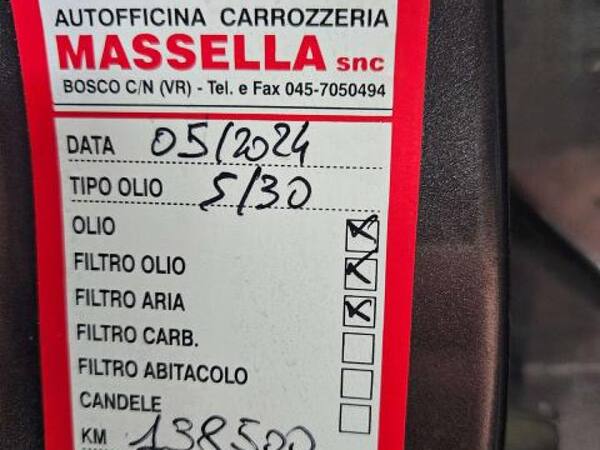 AUTOFFICINA CARROZZERIA
MASSELLA snc
BOSCO C/N (VR) - Tel. e Fax 045-7050494
DATA 05/2024
TIPO OLIO 5/30
OLIO
FILTRO OLIO
FILTRO ARIA
FILTRO CARB.
FILTRO ABITACOLO
CANDELE
KM 138500